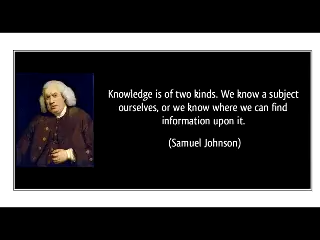 Knowledge is of two kinds. We know a subject
ourselves, or we know where we can find
information upon it.
(Samuel Johnson)